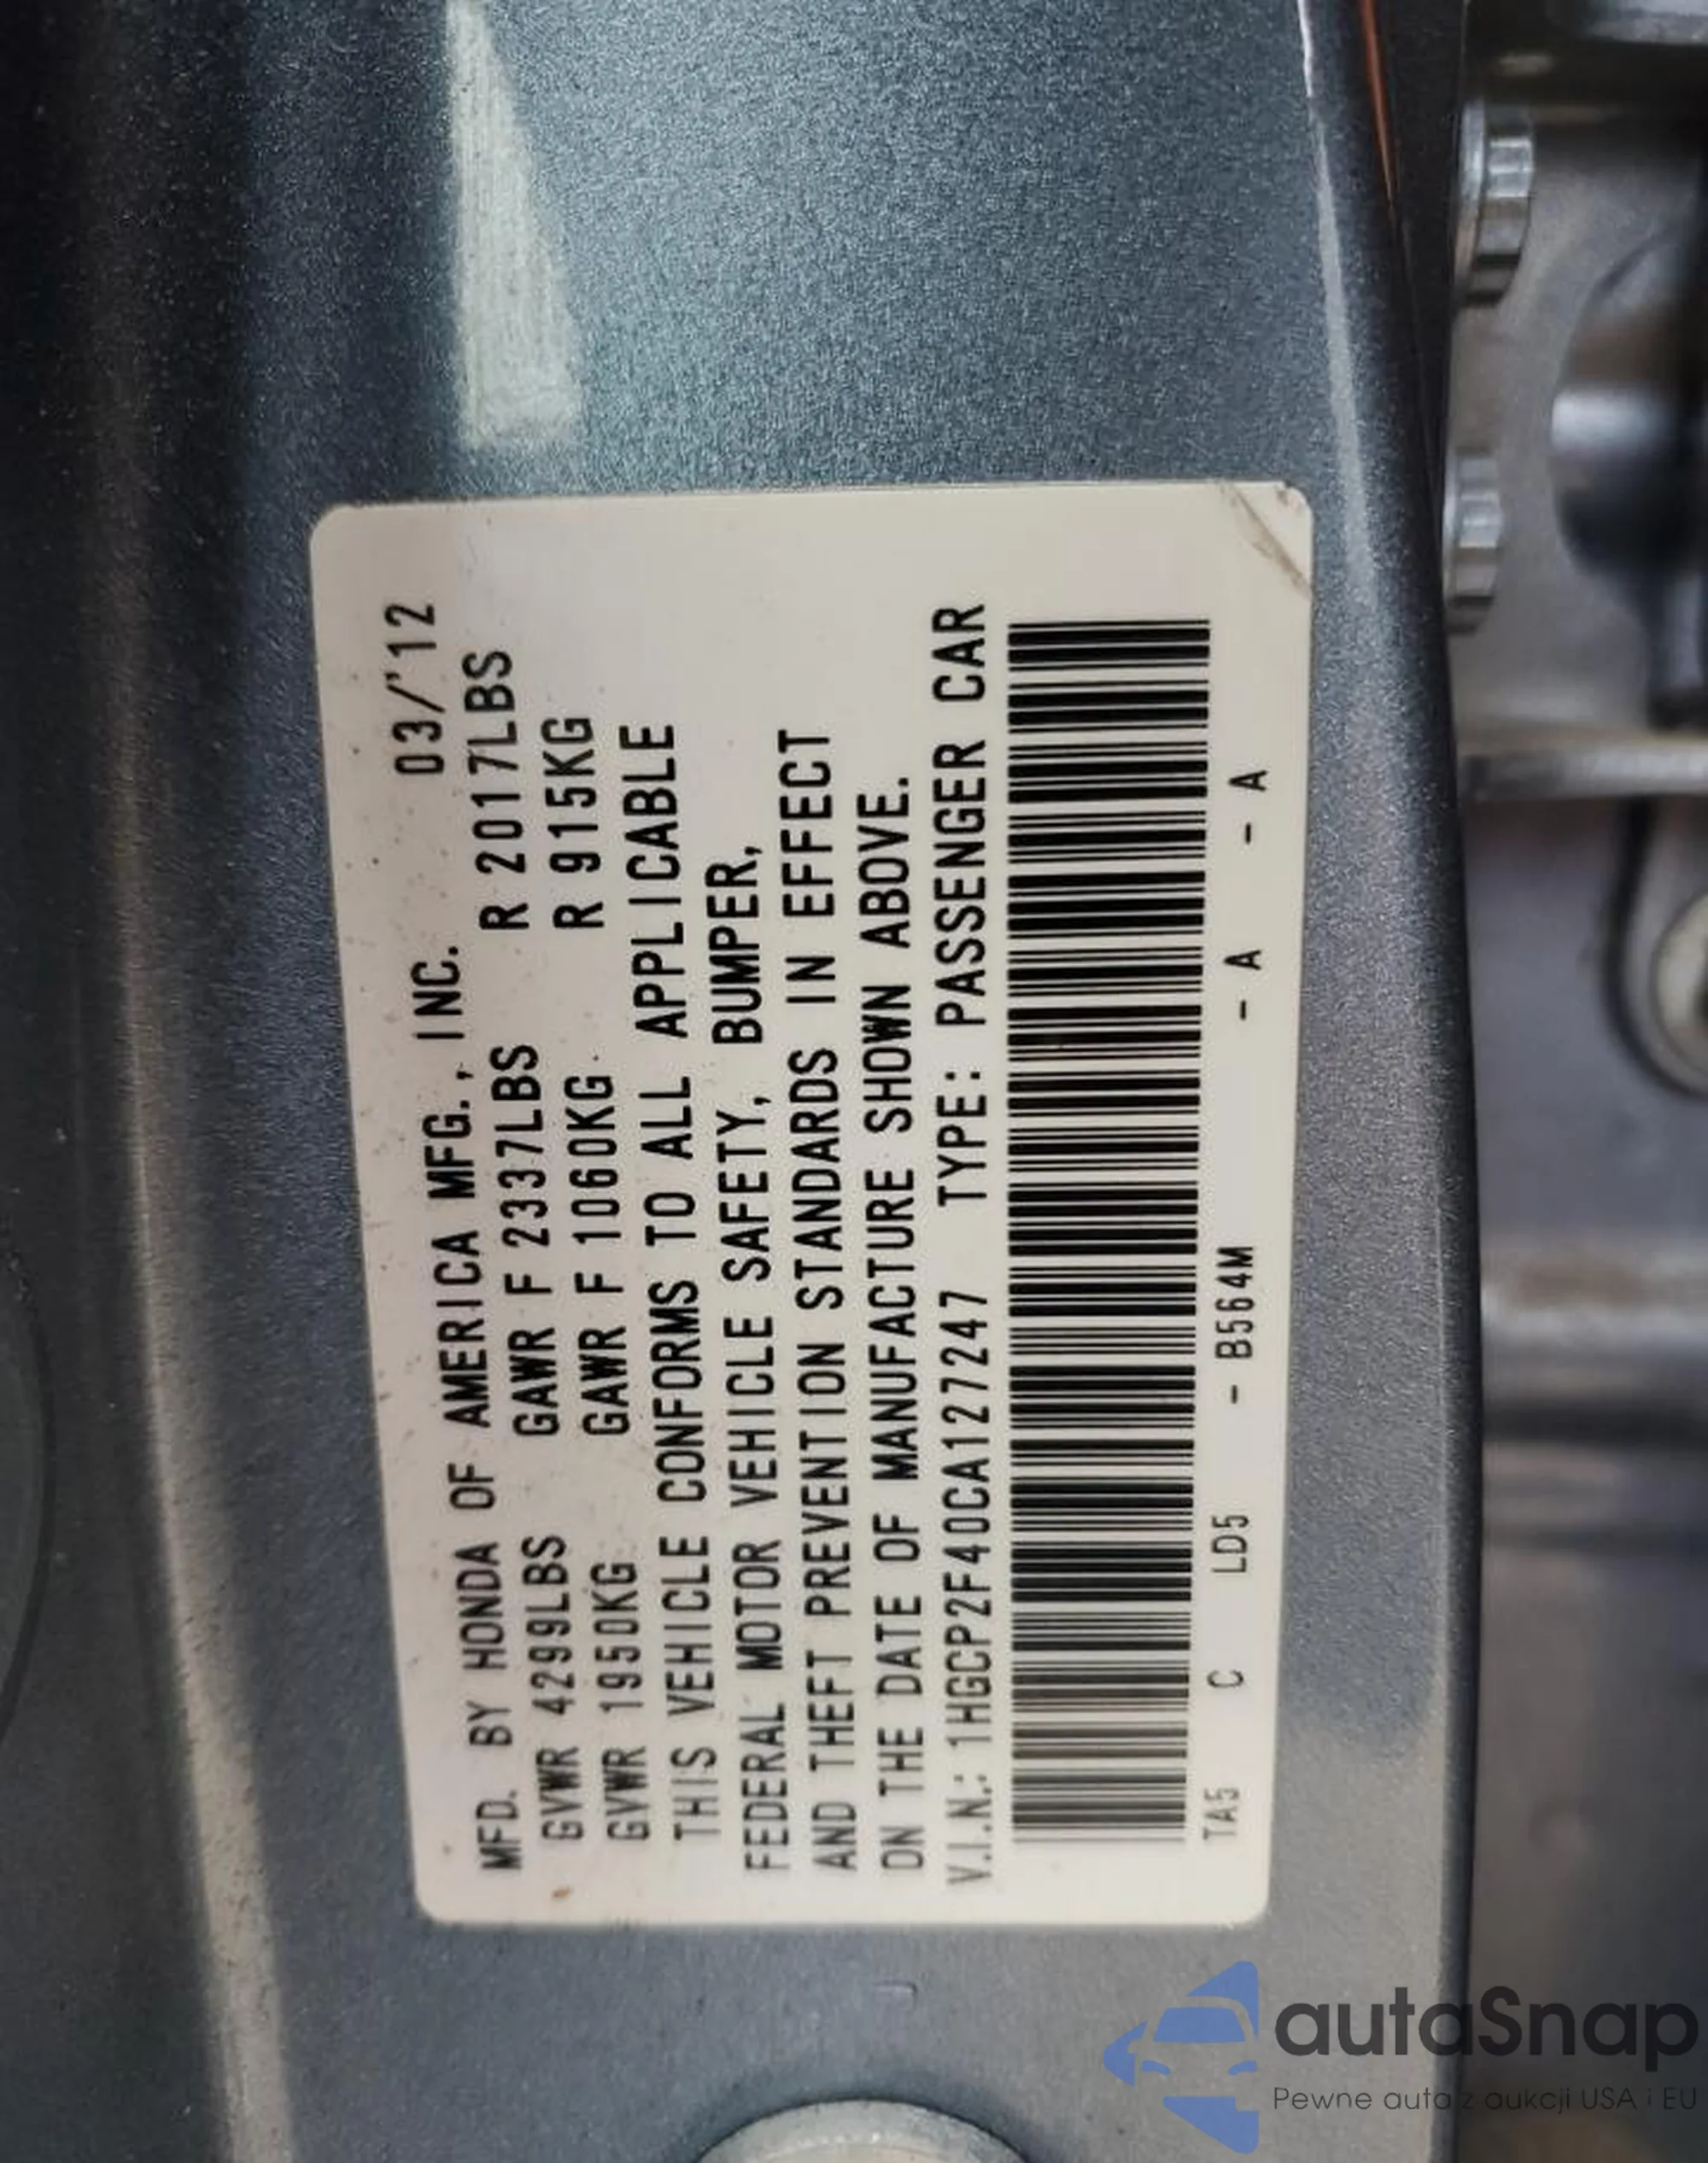 MFD. BY HONDA OF AMERICA MFG., INC. 03/'12
GVWR 4299LBS GAWR F 2337LBS R 2017LBS
GVWR 1950KG GAWR F 1060KG R 915KG
THIS VEHICLE CONFORMS TO ALL APPLICABLE
FEDERAL MOTOR VEHICLE SAFETY, BUMPER,
AND THEFT PREVENTION STANDARDS IN EFFECT
ON THE DATE OF MANUFACTURE SHOWN ABOVE.
V.I.N.: 1HGCP2F40CA127247 TYPE: PASSENGER CAR
TA5 C LD5 - B564M - A - A
autaSnap
Pewne auta z aukcji USA i EU